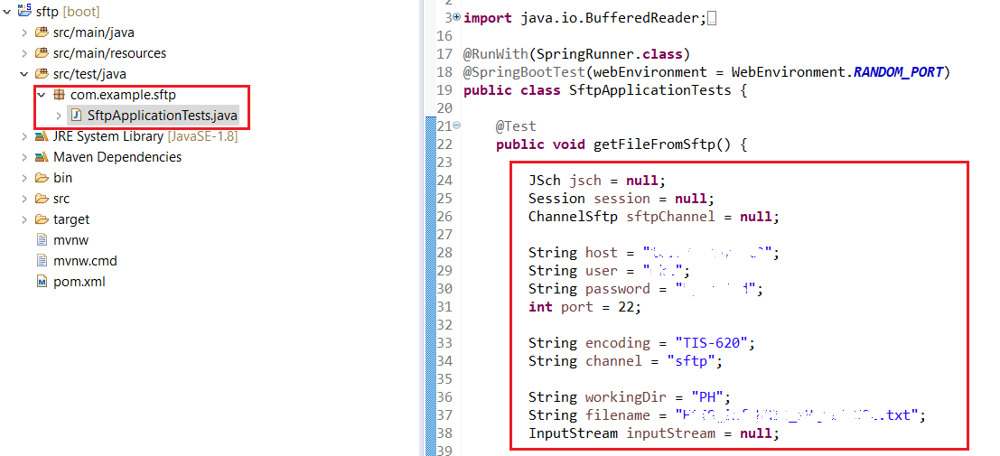 sftp [boot]
src/main/java
src/main/resources
src/test/java
com.example.sftp
SftpApplicationTests.java
JRE System Library [JavaSE-1.8]
Maven Dependencies
bin
src
target
mvnw
mvnw.cmd
pom.xml
2
3 import java.io.BufferedReader;
16
17 @RunWith(SpringRunner.class)
18 @SpringBootTest(webEnvironment = WebEnvironment.RANDOM_PORT)
19 public class SftpApplicationTests {
20
21 @Test
22 public void getFileFromSftp() {
23
24 JSch jsch = null;
25 Session session = null;
26 ChannelSftp sftpChannel = null;
27
28 String host = "";
29 String user = "";
30 String password = "";
31 int port = 22;
32
33 String encoding = "TIS-620";
34 String channel = "sftp";
35
36 String workingDir = "PH";
37 String filename = ".txt";
38 InputStream inputStream = null;
39